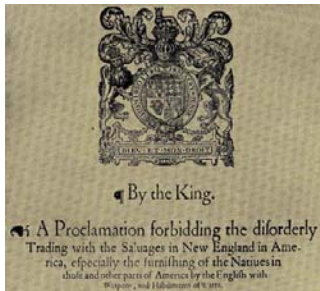 DIEV·ET·MON·DROIT
¶ By the King.
¶ A Proclamation forbidding the disorderly
Trading with the Saluages in New England in Ame-
rica, especially the furnishing of the Natiues in
those and other parts of America by the English with
Weapons, and Habiliments of Warre.